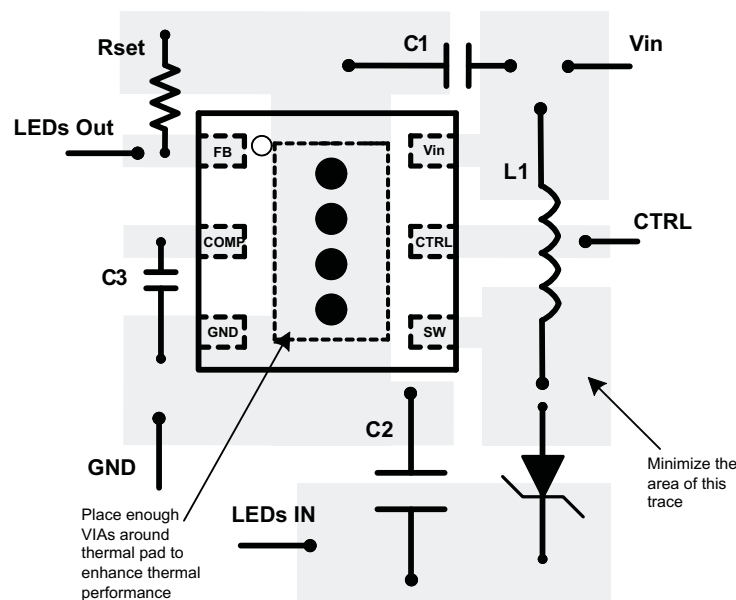 C1
Rset
Vin
LEDs Out
FB
Vin
L1
COMP
CTRL
CTRL
C3
GND
SW
C2
GND
Minimize the
area of this
trace
Place enough
VIAs around
thermal pad to
enhance thermal
performance
LEDs IN